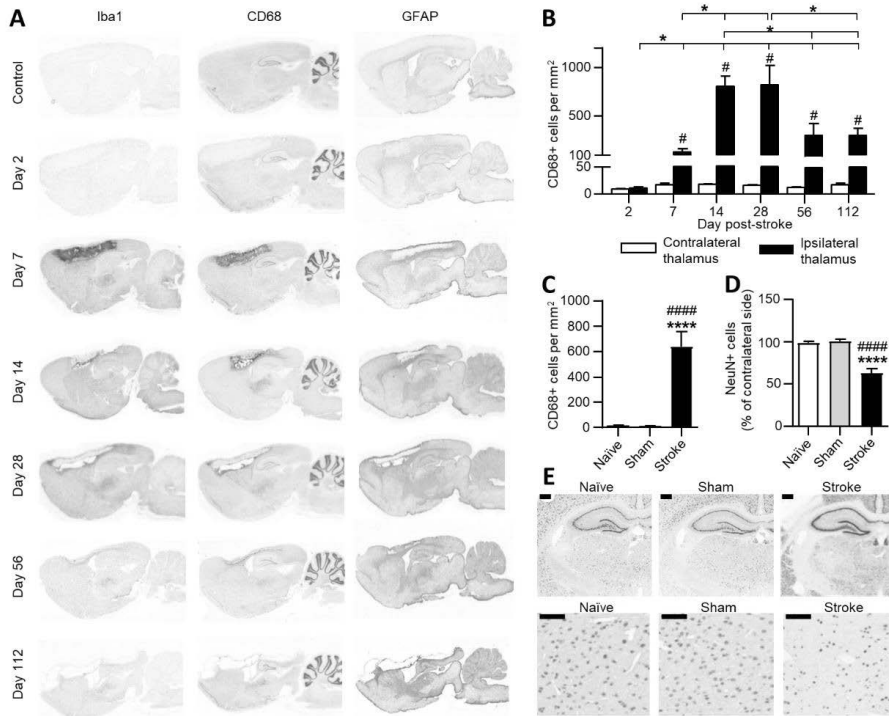 A
Iba1
CD68
GFAP
Control
Day 2
Day 7
Day 14
Day 28
Day 56
Day 112
B
* *
*
*
CD68+ cells per mm2
1000
500
100
50
0
#
#
#
#
#
2 7 14 28 56 112
Day post-stroke
Contralateral thalamus
Ipsilateral thalamus
C
CD68+ cells per mm2
1000
800
600
400
200
0
####
****
Naïve Sham Stroke
D
NeuN+ cells
(% of contralateral side)
150
100
50
0
####
****
Naïve Sham Stroke
E
Naïve Sham Stroke
Naïve Sham Stroke